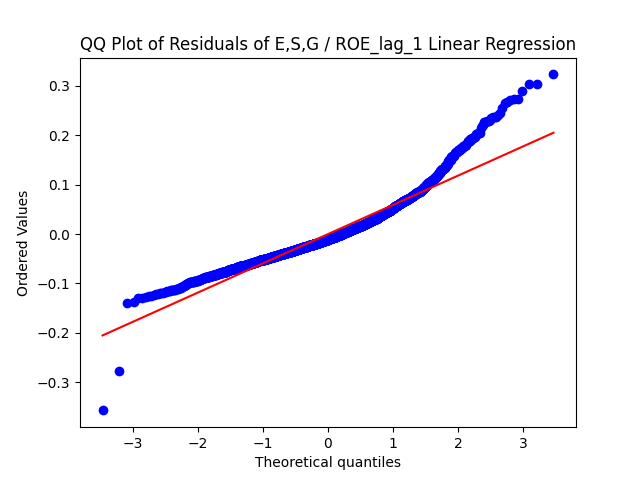 QQ Plot of Residuals of E,S,G / ROE_lag_1 Linear Regression
0.3
0.2
0.1
0.0
−0.1
−0.2
−0.3
Ordered Values
−3 −2 −1 0 1 2 3
Theoretical quantiles